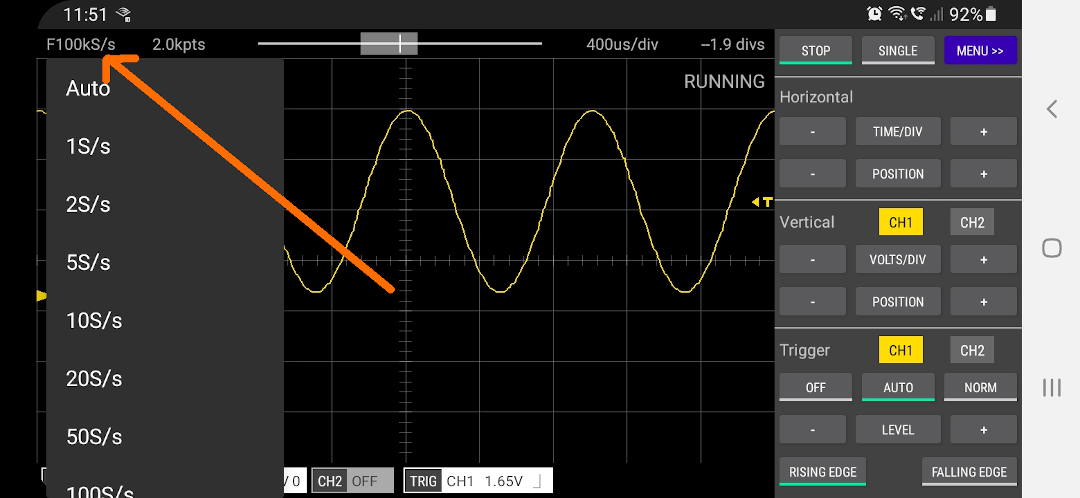 11:51
92%
F100kS/s 2.0kpts 400us/div --1.9 divs
RUNNING
Auto
1S/s
2S/s
5S/s
10S/s
20S/s
50S/s
100S/s
T
V 0 CH2 OFF TRIG CH1 1.65V
STOP SINGLE MENU >>
Horizontal
- TIME/DIV +
- POSITION +
Vertical CH1 CH2
- VOLTS/DIV +
- POSITION +
Trigger CH1 CH2
OFF AUTO NORM
- LEVEL +
RISING EDGE FALLING EDGE